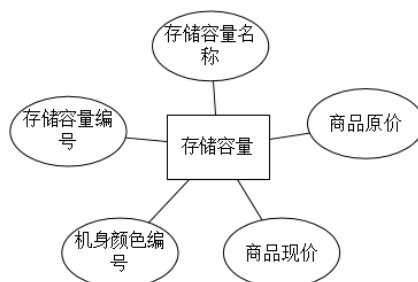 存储容量名
称
存储容量编
号
存储容量
商品原价
机身颜色编
号
商品现价